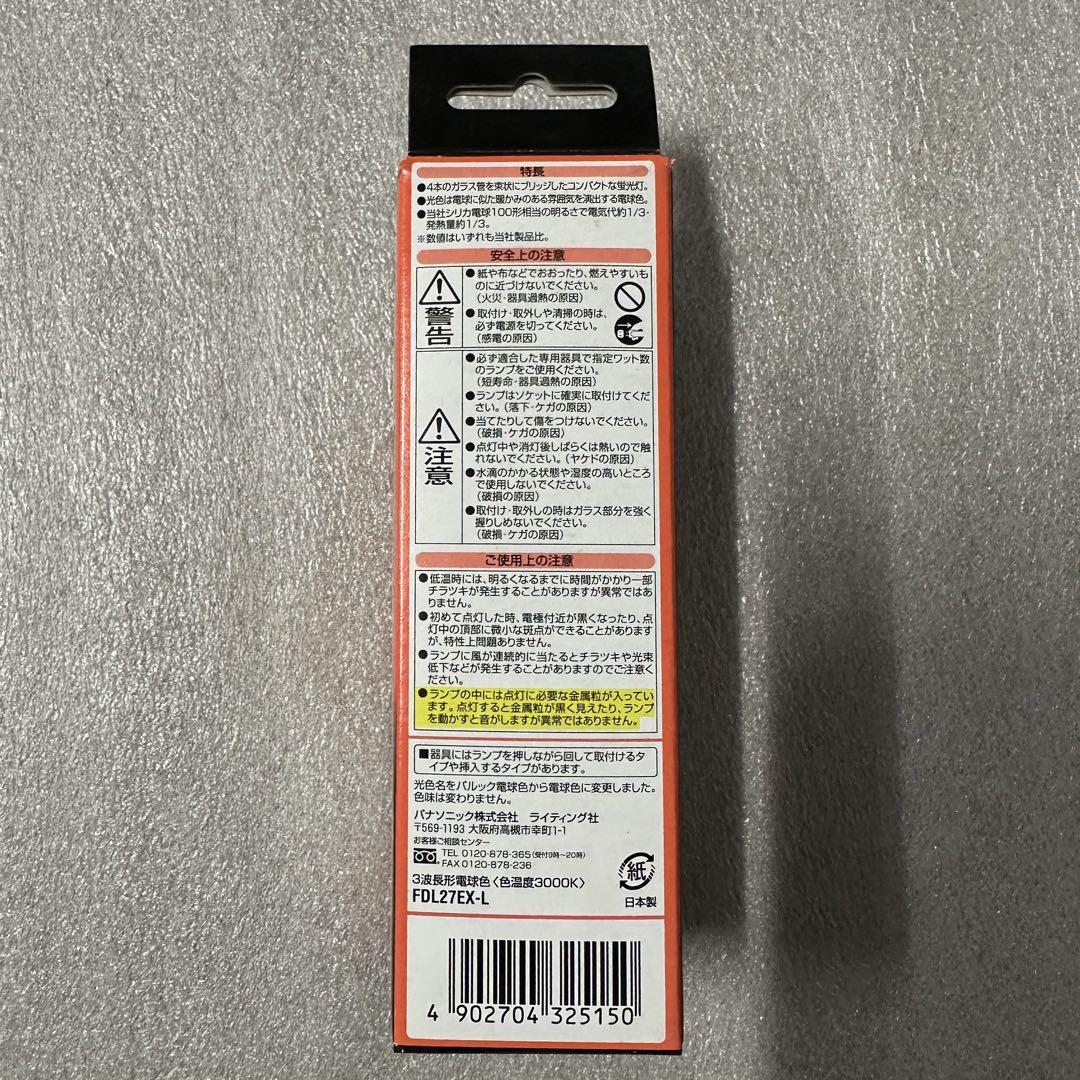 特長
●4本のガラス管を束状にブリッジしたコンパクトな蛍光灯。
●光色は電球に似た暖かみのある雰囲気を演出する電球色。
●当社シリカ電球100形相当の明るさで電気代約1/3・
発熱量約1/3。
※数値はいずれも当社製品比。
安全上の注意
警告
●紙や布などでおおったり、燃えやすいも
のに近づけないでください。
(火災・器具過熱の原因)
●取付け・取外しや清掃の時は、
必ず電源を切ってください。
(感電の原因)
注意
●必ず適合した専用器具で指定ワット数
のランプをご使用ください。
(短寿命・器具過熱の原因)
●ランプはソケットに確実に取付けてくだ
さい。(落下・ケガの原因)
●当てたりして傷をつけないでください。
(破損・ケガの原因)
●点灯中や消灯後しばらくは熱いので触
れないでください。(ヤケドの原因)
●水滴のかかる状態や湿度の高いところ
で使用しないでください。
(破損の原因)
●取付け・取外しの時はガラス部分を強く
握りしめないでください。
(破損・ケガの原因)
ご使用上の注意
●低温時には、明るくなるまでに時間がかかり一部
チラツキが発生することがありますが異常ではあ
りません。
●初めて点灯した時、電極付近が黒くなったり、点
灯中の頂部に微小な斑点ができることがあります
が、特性上問題ありません。
●ランプに風が連続的に当たるとチラツキや光束
低下などが発生することがありますのでご注意く
ださい。
●ランプの中には点灯に必要な金属粒が入ってい
ます。点灯すると金属粒が黒く見えたり、ランプ
を動かすと音がしますが異常ではありません。
■器具にはランプを押しながら回して取付けるタ
イプや挿入するタイプがあります。
光色名をパルック電球色から電球色に変更しました。
色味は変わりません。
パナソニック株式会社 ライティング社
〒569-1193 大阪府高槻市幸町1-1
お客様ご相談センター
TEL 0120-878-365(受付9時~20時)
FAX 0120-878-236
3波長形電球色〈色温度3000K〉
FDL27EX-L
紙
日本製
4 902704 325150